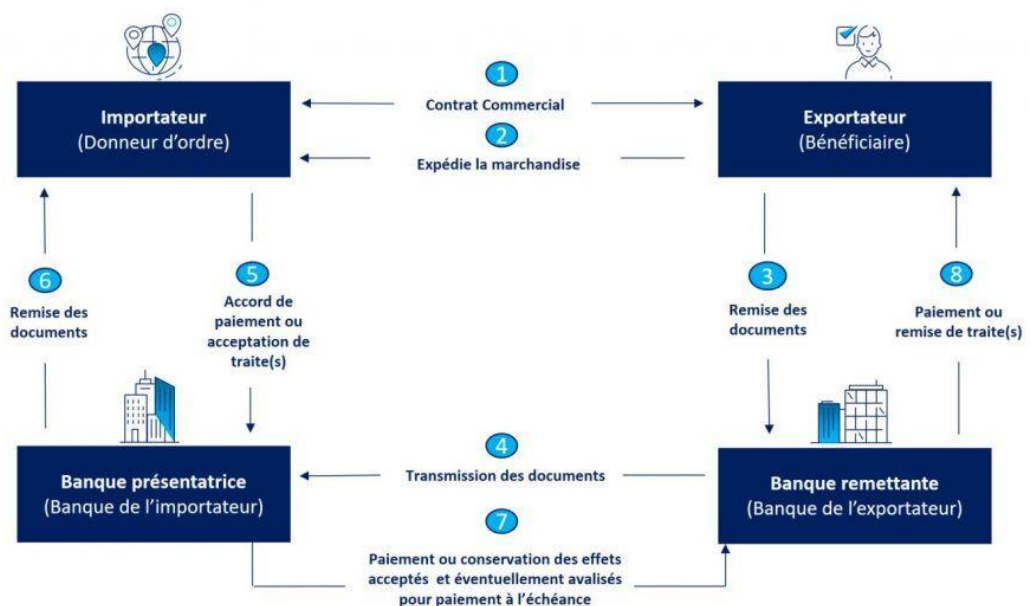 1
Contrat Commercial
Importateur
(Donneur d'ordre)
Exportateur
(Bénéficiaire)
2
Expédie la marchandise
6
Remise des
documents
5
Accord de
paiement ou
acceptation de
traite(s)
3
Remise des
documents
8
Paiement ou
remise de traite(s)
4
Transmission des documents
Banque présentatrice
(Banque de l'importateur)
Banque remettante
(Banque de l'exportateur)
7
Paiement ou conservation des effets
acceptés et éventuellement avalisés
pour paiement à l'échéance